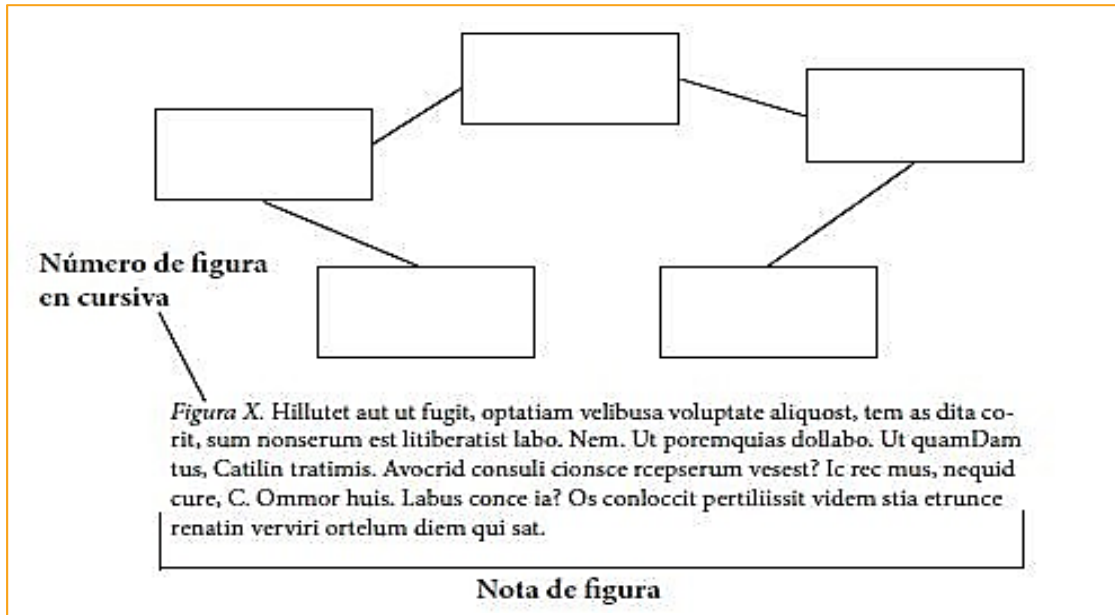 Número de figura
en cursiva
Figura X. Hillutet aut ut fugit, optatiam velibusa voluptate aliquost, tem as dita co-
rit, sum nonserum est litiberatist labo. Nem. Ut poremquias dollabo. Ut quamDam
tus, Catilin tratimis. Avocrid consuli cionsce rcepserum vesest? Ic rec mus, nequid
cure, C. Ommor huis. Labus conce ia? Os conloccit pertiliissit videm stia etrunce
renatin verviri ortelum diem qui sat.
Nota de figura